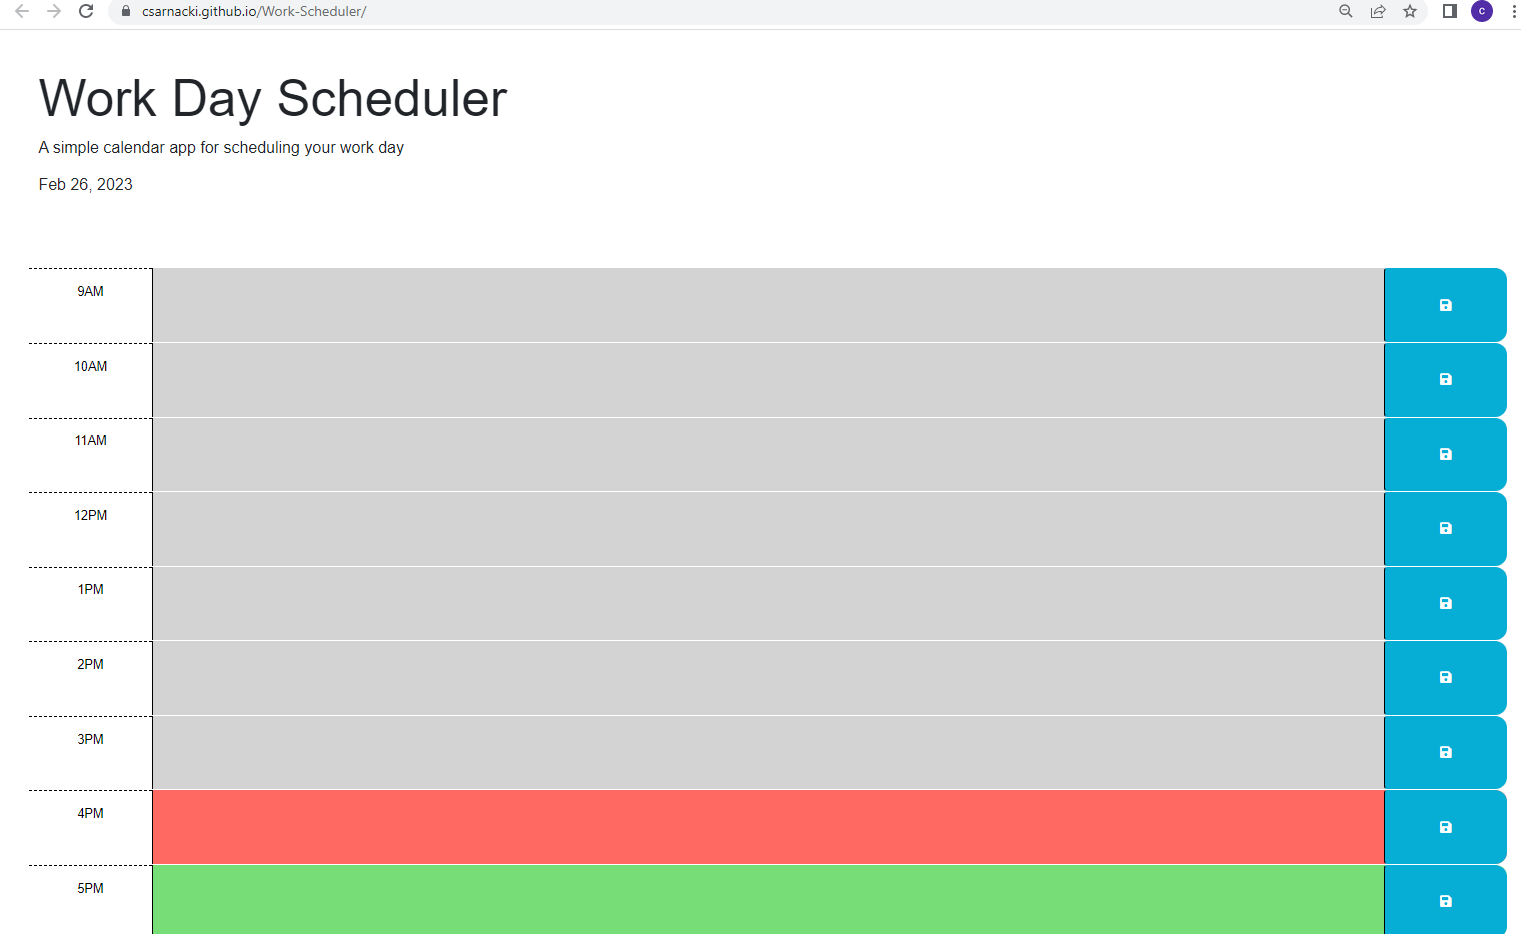 csarnacki.github.io/Work-Scheduler/
c
Work Day Scheduler
A simple calendar app for scheduling your work day
Feb 26, 2023
9AM
10AM
11AM
12PM
1PM
2PM
3PM
4PM
5PM